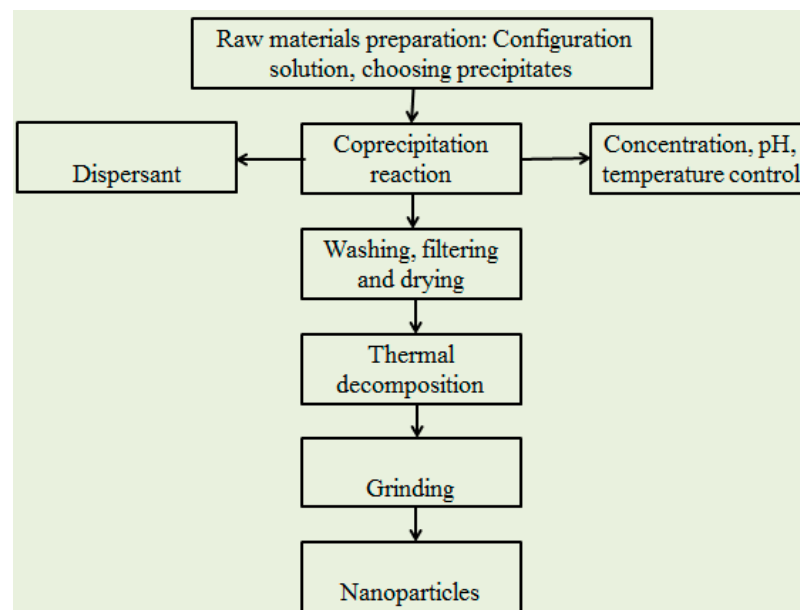 Raw materials preparation: Configuration
solution, choosing precipitates
Dispersant
Coprecipitation
reaction
Concentration, pH,
temperature control
Washing, filtering
and drying
Thermal
decomposition
Grinding
Nanoparticles